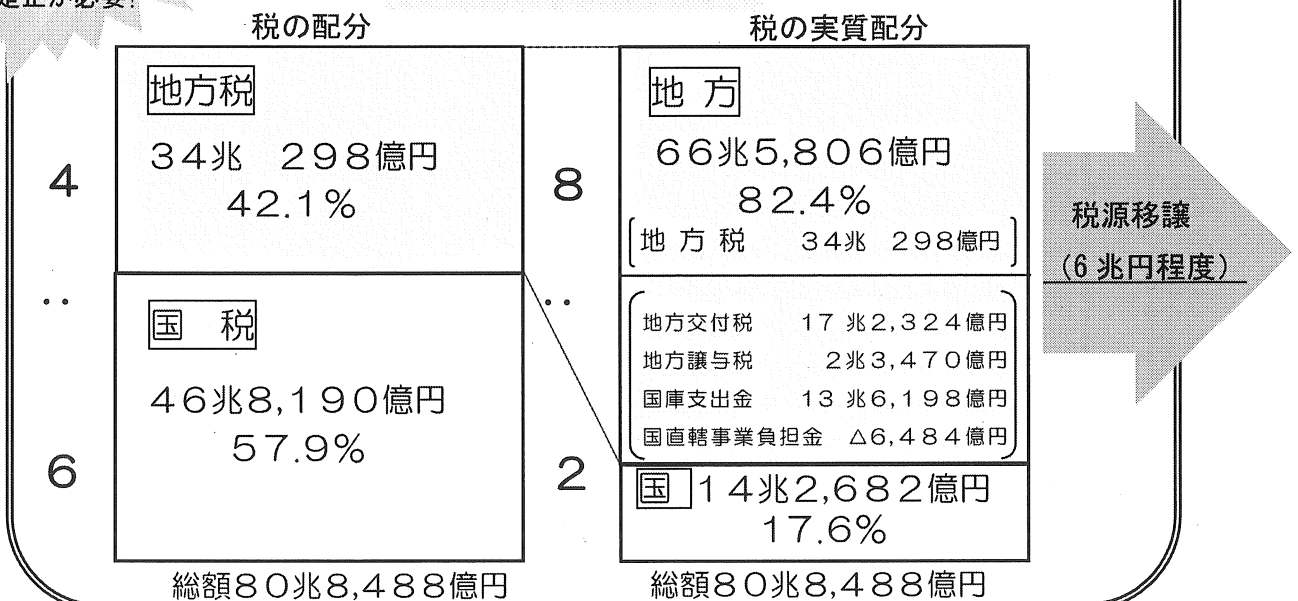 是正が必要!
税の配分
地方税
34兆 298億円
42.1%
4
:
6
国 税
46兆8,190億円
57.9%
総額80兆8,488億円
税の実質配分
地 方
66兆5,806億円
82.4%
地 方 税 34兆 298億円
8
:
2
地方交付税 17 兆2,324億円
地方譲与税 2兆3,470億円
国庫支出金 13 兆6,198億円
国直轄事業負担金 △6,484億円
国 14兆2,682億円
17.6%
総額80兆8,488億円
税源移譲
(6 兆円程度)